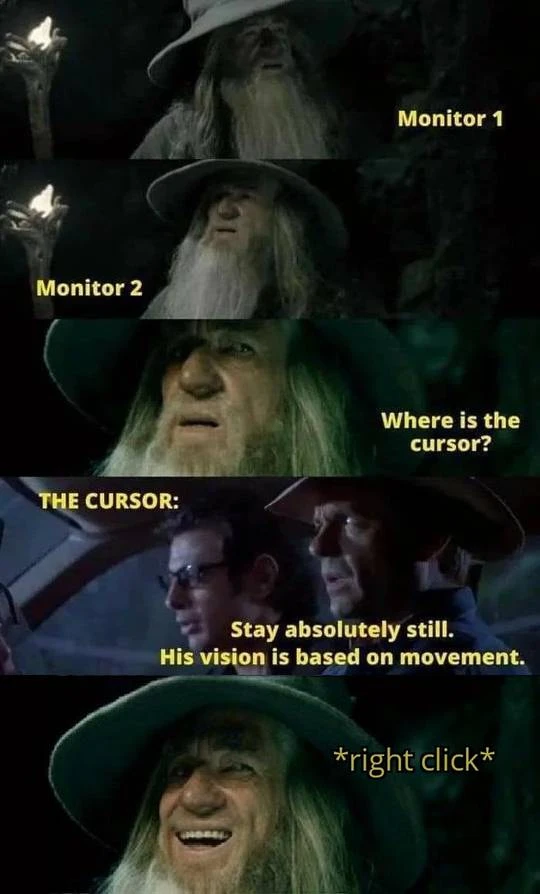 Monitor 1
Monitor 2
Where is the
cursor?
THE CURSOR:
Stay absolutely still.
His vision is based on movement.
*right click*